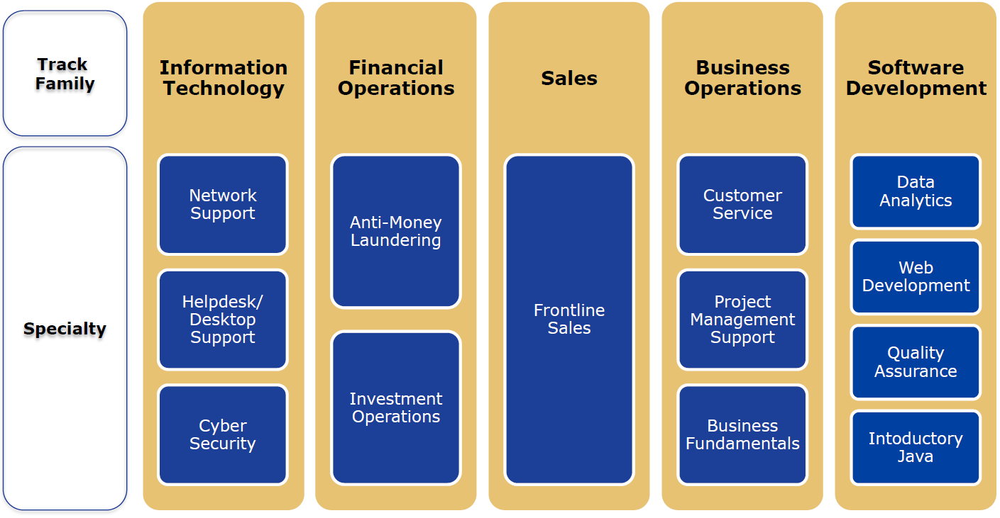 Track
Family
Information
Technology
Financial
Operations
Sales
Business
Operations
Software
Development
Specialty
Network
Support
Helpdesk/
Desktop
Support
Cyber
Security
Anti-Money
Laundering
Investment
Operations
Frontline
Sales
Customer
Service
Project
Management
Support
Business
Fundamentals
Data
Analytics
Web
Development
Quality
Assurance
Intoductory
Java